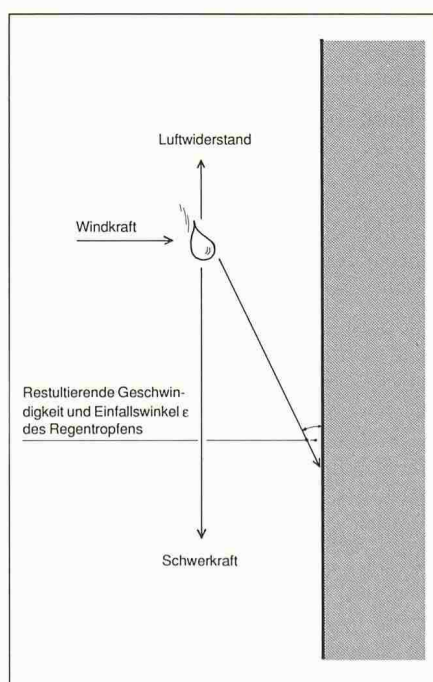 Luftwiderstand
Windkraft
Restultierende Geschwin-
digkeit und Einfallswinkel ε
des Regentropfens
Schwerkraft